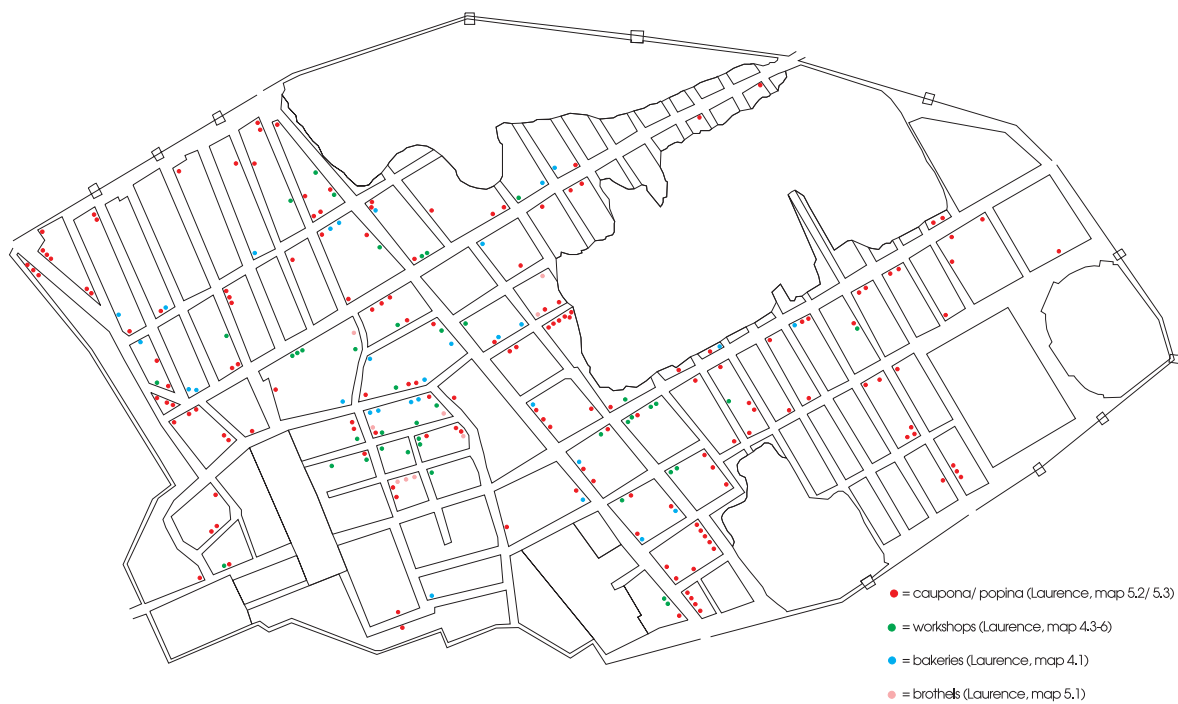 = caupona/ popina (Laurence, map 5.2/ 5.3)
= workshops (Laurence, map 4.3-6)
= bakeries (Laurence, map 4.1)
= brothels (Laurence, map 5.1)